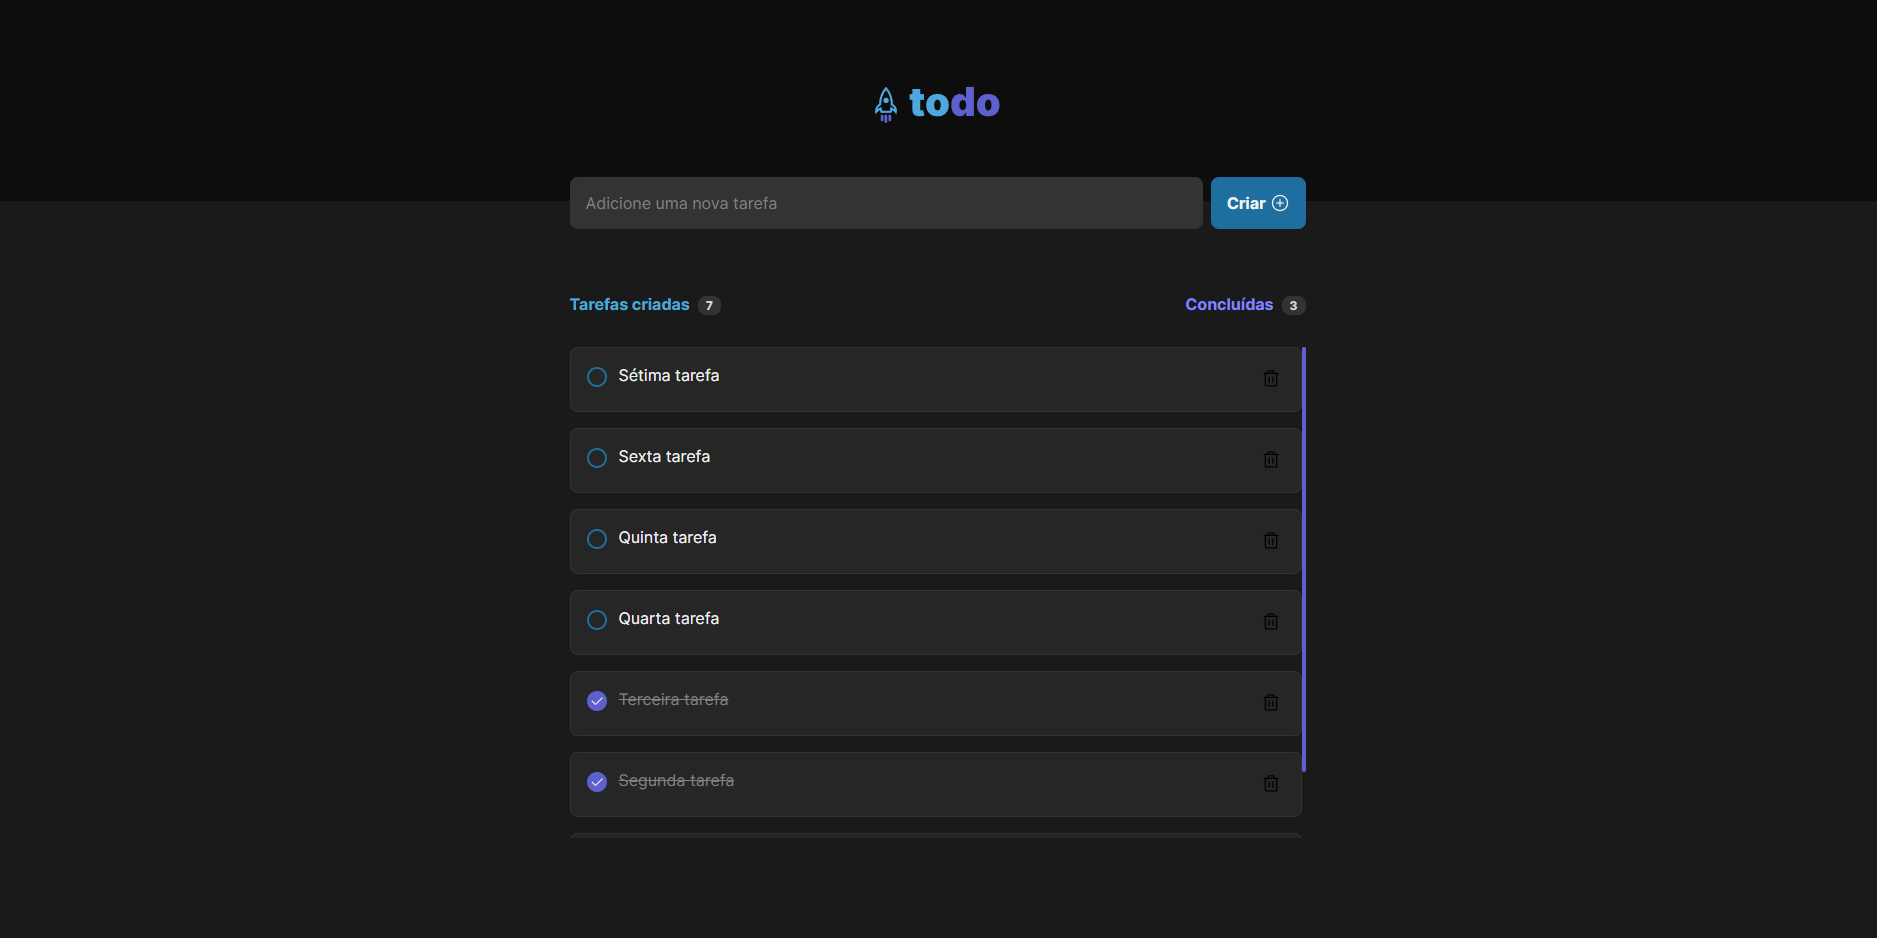 todo
Adicione uma nova tarefa
Criar
Tarefas criadas 7
Concluídas 3
Sétima tarefa
Sexta tarefa
Quinta tarefa
Quarta tarefa
Terceira tarefa
Segunda tarefa